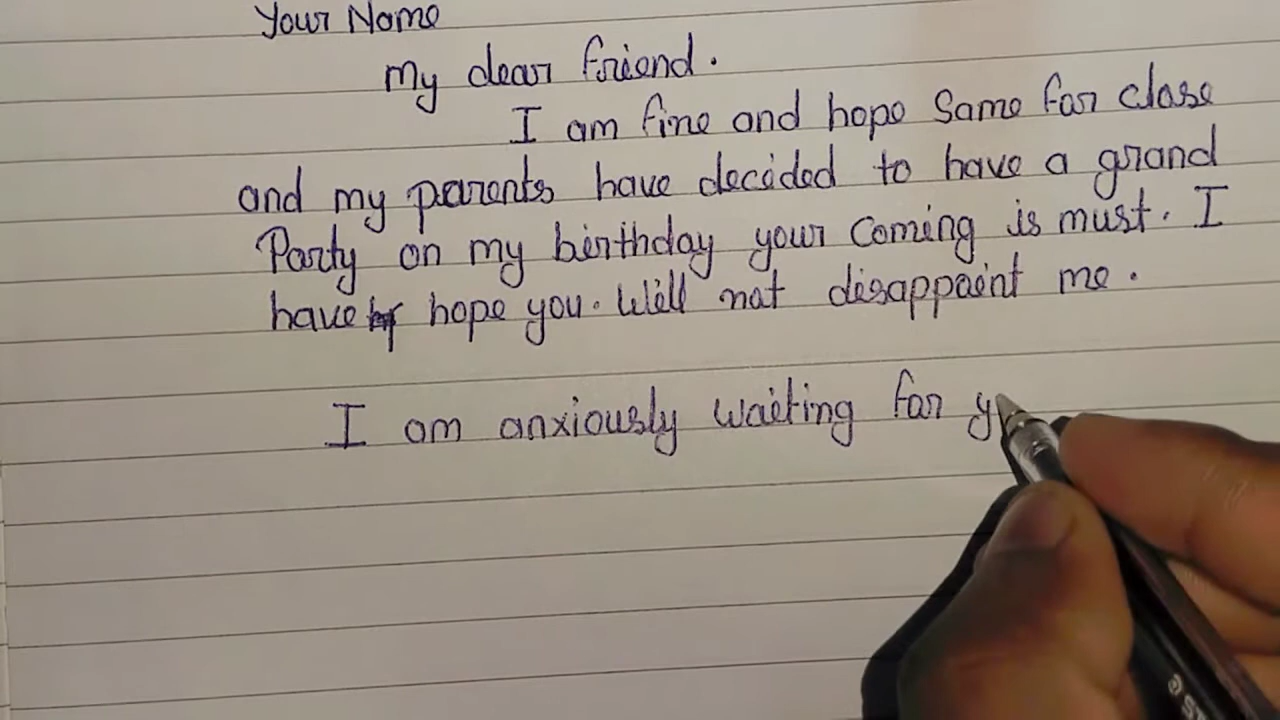 Your Name
My dear friend.
I am fine and hope Same for close
and my parents have decided to have a grand
Party on my birthday your coming is must. I
have hope you. Will not disappoint me.
I am anxiously waiting for y